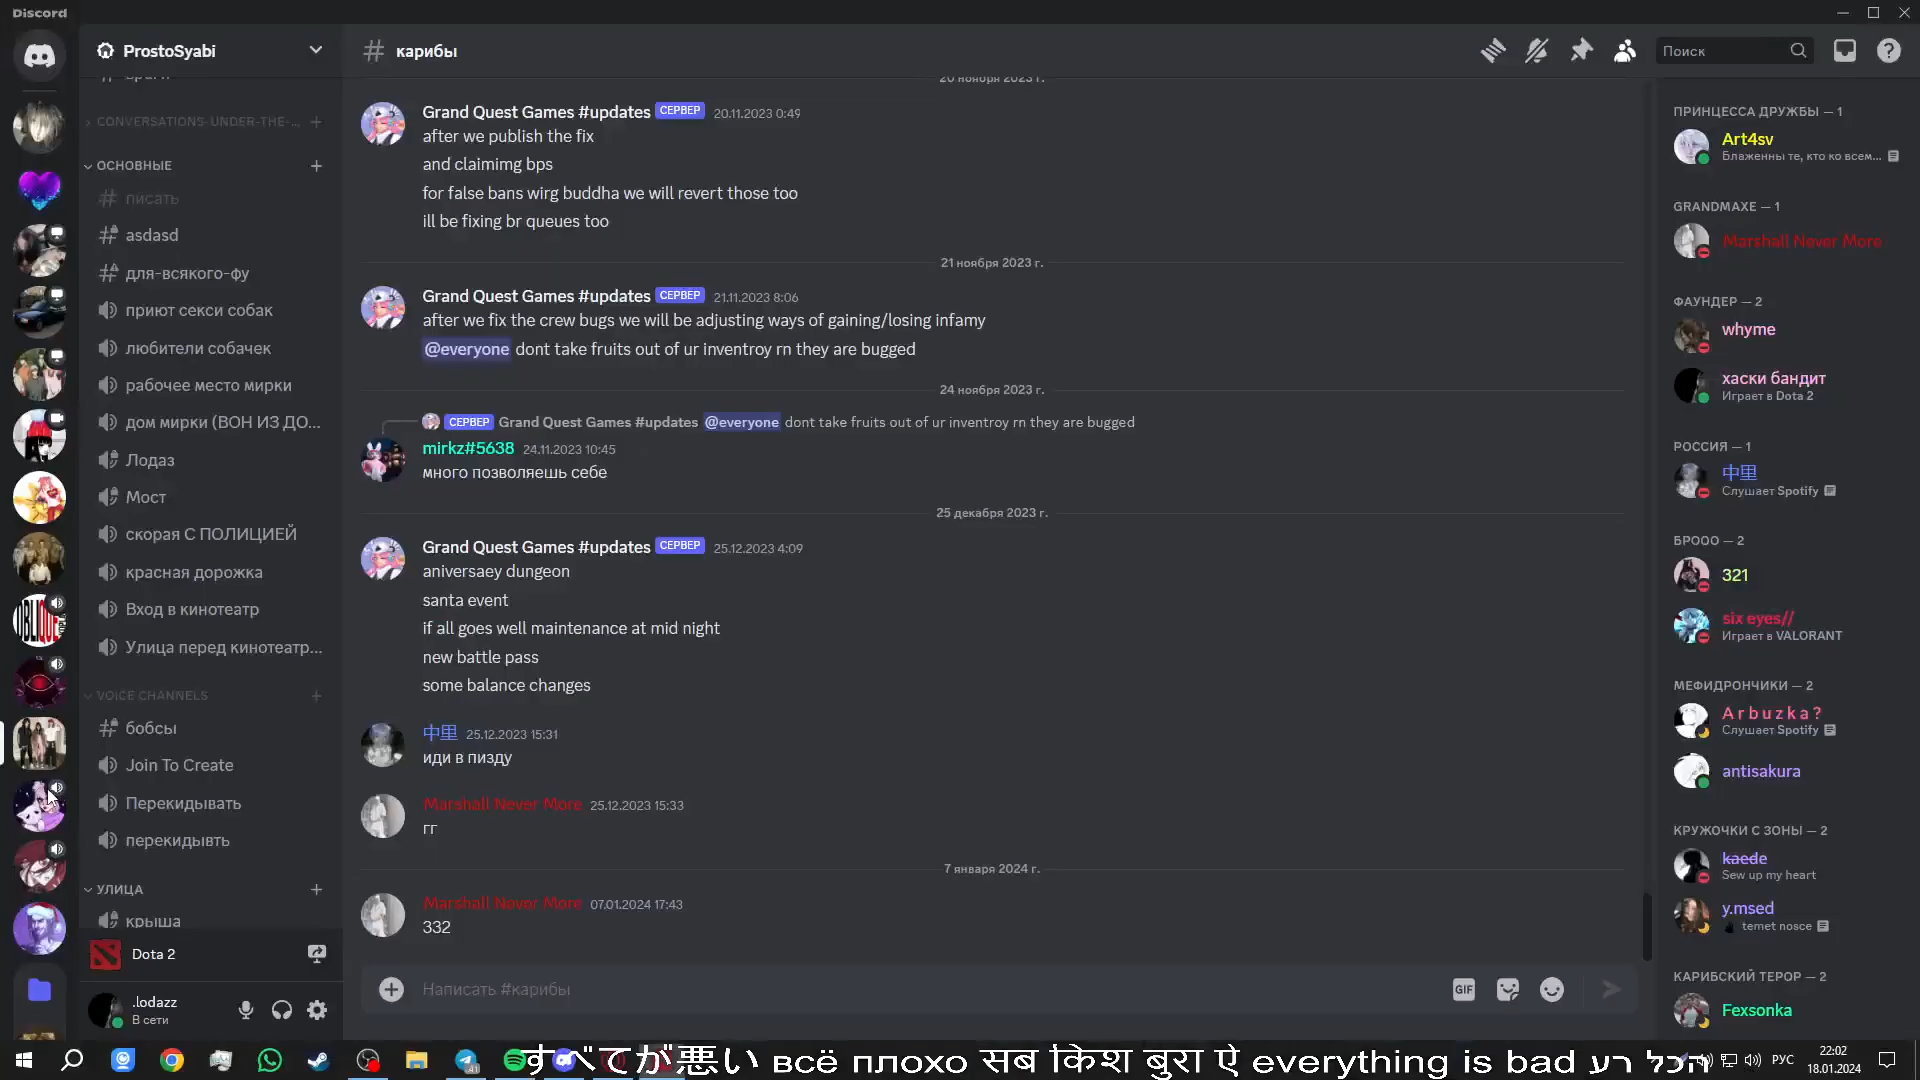 Discord
ProstoSyabi
CONVERSATIONS-UNDER-THE-...
ОСНОВНЫЕ
писать
asdasd
для-всякого-фу
приют секси собак
любители собачек
рабочее место мирки
дом мирки (ВОН ИЗ ДО...
Лодаз
Мост
скорая С ПОЛИЦИЕЙ
красная дорожка
Вход в кинотеатр
Улица перед кинотеатр...
VOICE CHANNELS
бобсы
Join To Create
Перекидывать
перекидывть
УЛИЦА
крыша
Dota 2
.lodazz
В сети
карибы
Поиск
20 ноября 2023 г.
Grand Quest Games #updates СЕРВЕР 20.11.2023 0:49
after we publish the fix
and claimimg bps
for false bans wirg buddha we will revert those too
ill be fixing br queues too
21 ноября 2023 г.
Grand Quest Games #updates СЕРВЕР 21.11.2023 8:06
after we fix the crew bugs we will be adjusting ways of gaining/losing infamy
@everyone dont take fruits out of ur inventroy rn they are bugged
24 ноября 2023 г.
СЕРВЕР Grand Quest Games #updates @everyone dont take fruits out of ur inventroy rn they are bugged
mirkz#5638 24.11.2023 10:45
много позволяешь себе
25 декабря 2023 г.
Grand Quest Games #updates СЕРВЕР 25.12.2023 4:09
aniversaey dungeon
santa event
if all goes well maintenance at mid night
new battle pass
some balance changes
中里 25.12.2023 15:31
иди в пизду
Marshall Never More 25.12.2023 15:33
гг
7 января 2024 г.
Marshall Never More 07.01.2024 17:43
332
Написать #карибы
GIF
ПРИНЦЕССА ДРУЖБЫ — 1
Art4sv
Блаженны те, кто ко всем...
GRANDMAXE — 1
Marshall Never More
ФАУНДЕР — 2
whyme
хаски бандит
Играет в Dota 2
РОССИЯ — 1
中里
Слушает Spotify
БРООО — 2
321
six eyes//
Играет в VALORANT
МЕФИДРОНЧИКИ — 2
A r b u z k a ?
Слушает Spotify
antisakura
КРУЖОЧКИ С ЗОНЫ — 2
kaede
Sew up my heart
y.msed
temet nosce
КАРИБСКИЙ ТЕРОР — 2
Fexsonka
すべてが悪い всё плохо सब किश बुरा ऐ everything is bad הכל רע
РУС
22:02
18.01.2024